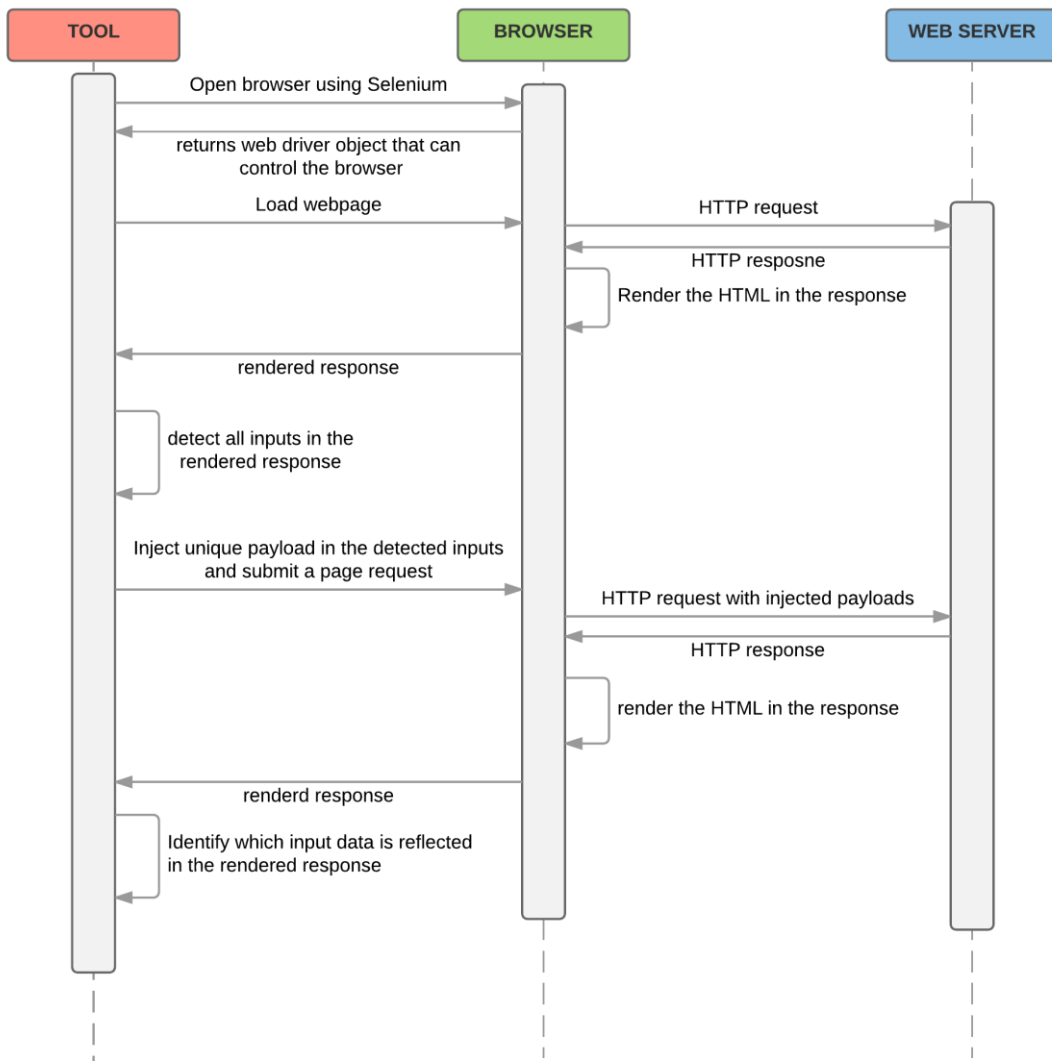 TOOL
BROWSER
WEB SERVER
Open browser using Selenium
returns web driver object that can
control the browser
Load webpage
HTTP request
HTTP resposne
Render the HTML in the response
rendered response
detect all inputs in the
rendered response
Inject unique payload in the detected inputs
and submit a page request
HTTP request with injected payloads
HTTP response
render the HTML in the response
renderd response
Identify which input data is reflected
in the rendered response